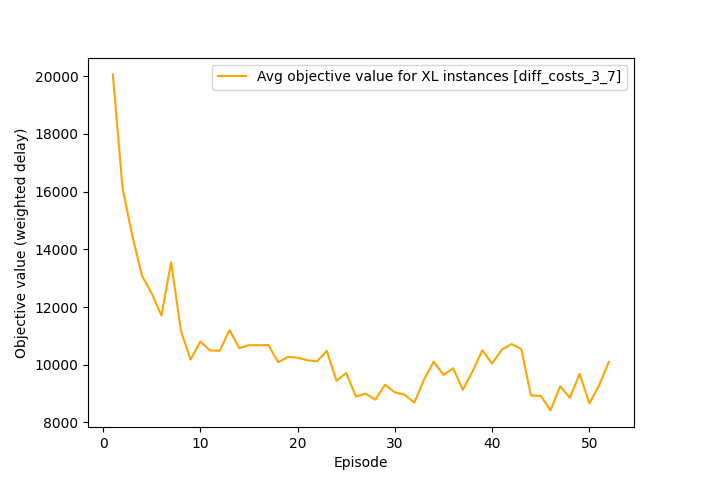 Avg objective value for XL instances [diff_costs_3_7]
Objective value (weighted delay)
20000
18000
16000
14000
12000
10000
8000
0 10 20 30 40 50
Episode